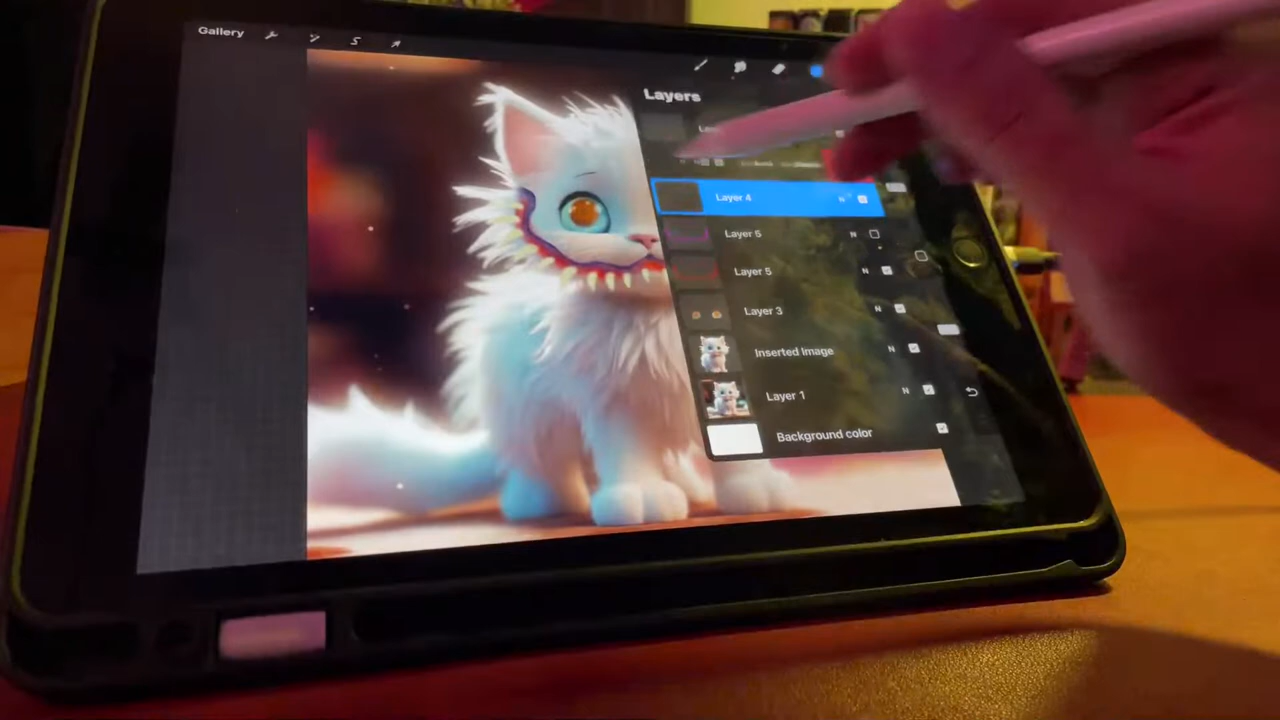 Gallery
Layers
Layer 4
N
Layer 5
N
Layer 5
N
Layer 3
N
Inserted Image
N
Layer 1
N
Background color